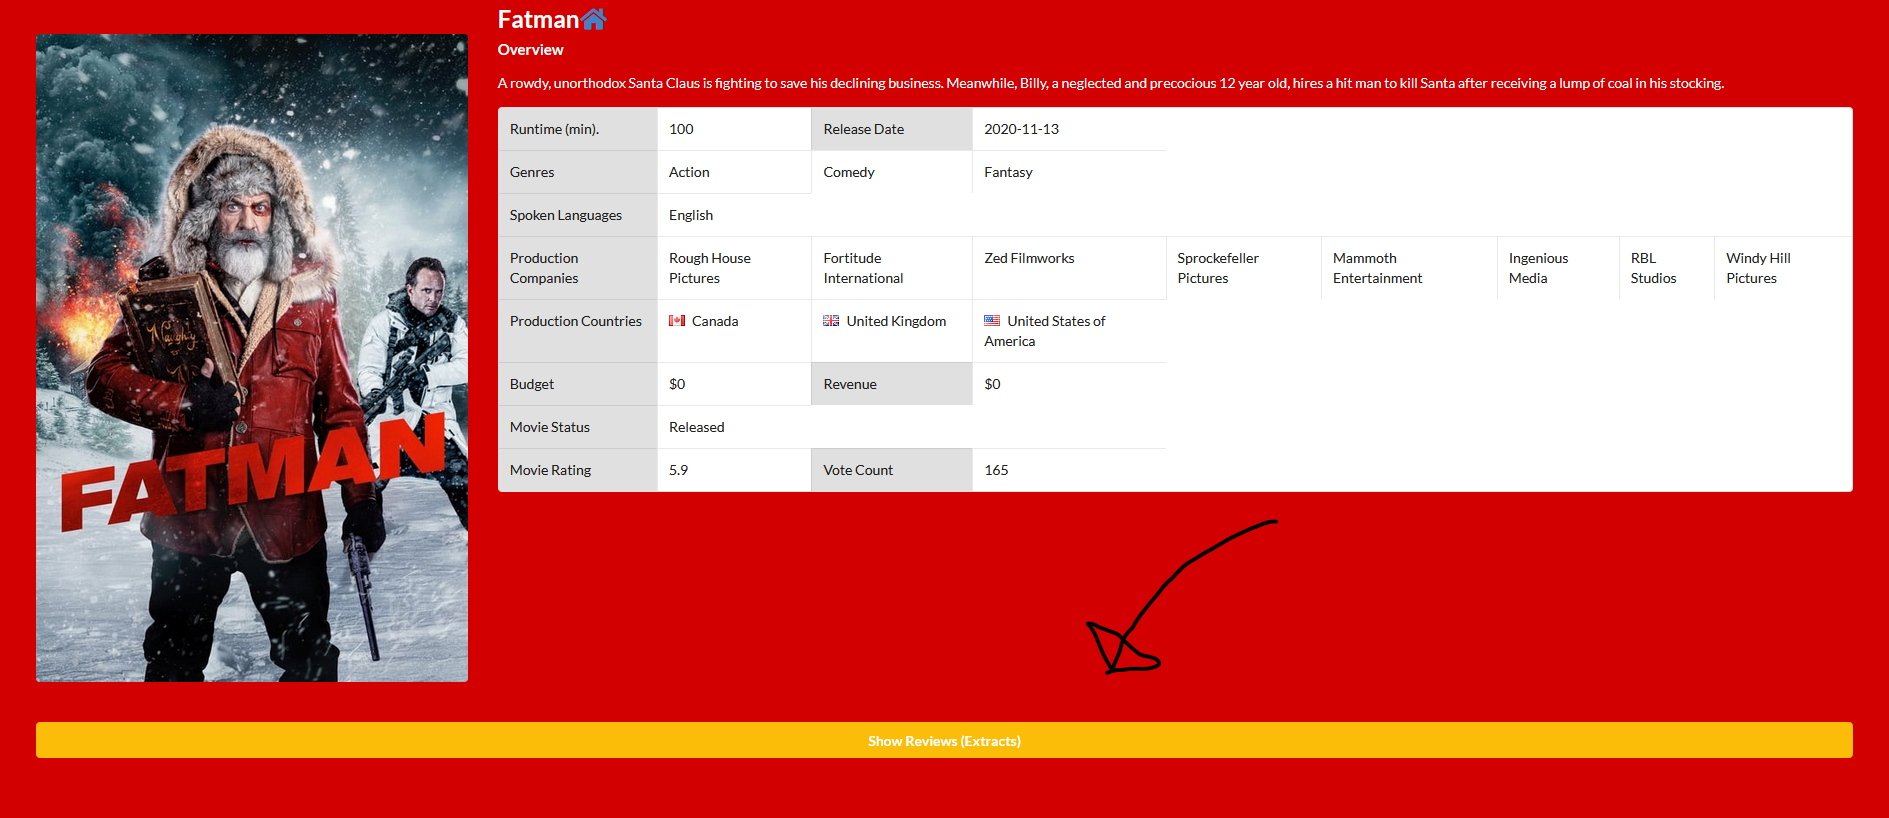 Fatman
Overview
A rowdy, unorthodox Santa Claus is fighting to save his declining business. Meanwhile, Billy, a neglected and precocious 12 year old, hires a hit man to kill Santa after receiving a lump of coal in his stocking.
Runtime (min). 100 Release Date 2020-11-13
Genres Action Comedy Fantasy
Spoken Languages English
Production Companies Rough House Pictures Fortitude International Zed Filmworks Sprockefeller Pictures Mammoth Entertainment Ingenious Media RBL Studios Windy Hill Pictures
Production Countries Canada United Kingdom United States of America
Budget $0 Revenue $0
Movie Status Released
Movie Rating 5.9 Vote Count 165
Naughty
or
FATMAN
Show Reviews (Extracts)